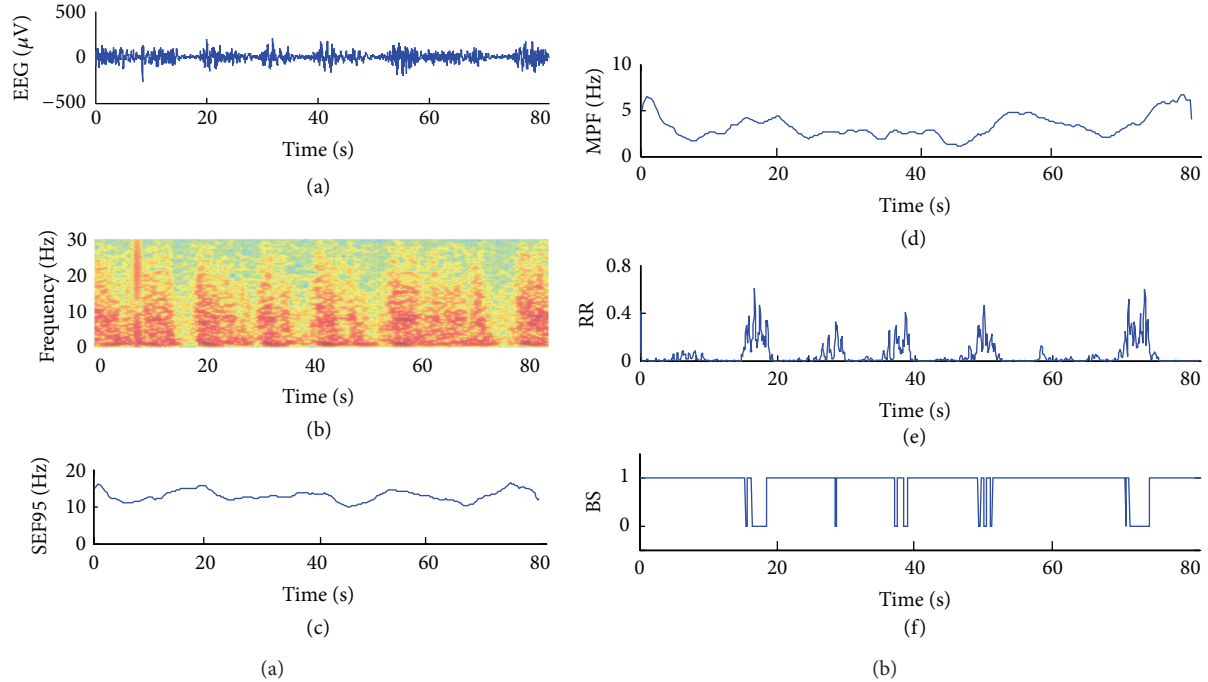 500
0
−500
EEG (μV)
0 20 40 60 80
Time (s)
(a)
30
20
10
0
Frequency (Hz)
0 20 40 60 80
Time (s)
(b)
20
10
0
SEF95 (Hz)
0 20 40 60 80
Time (s)
(c)
(a)
10
5
0
MPF (Hz)
0 20 40 60 80
Time (s)
(d)
0.8
0.4
0
RR
0 20 40 60 80
Time (s)
(e)
1
0
BS
0 20 40 60 80
Time (s)
(f)
(b)